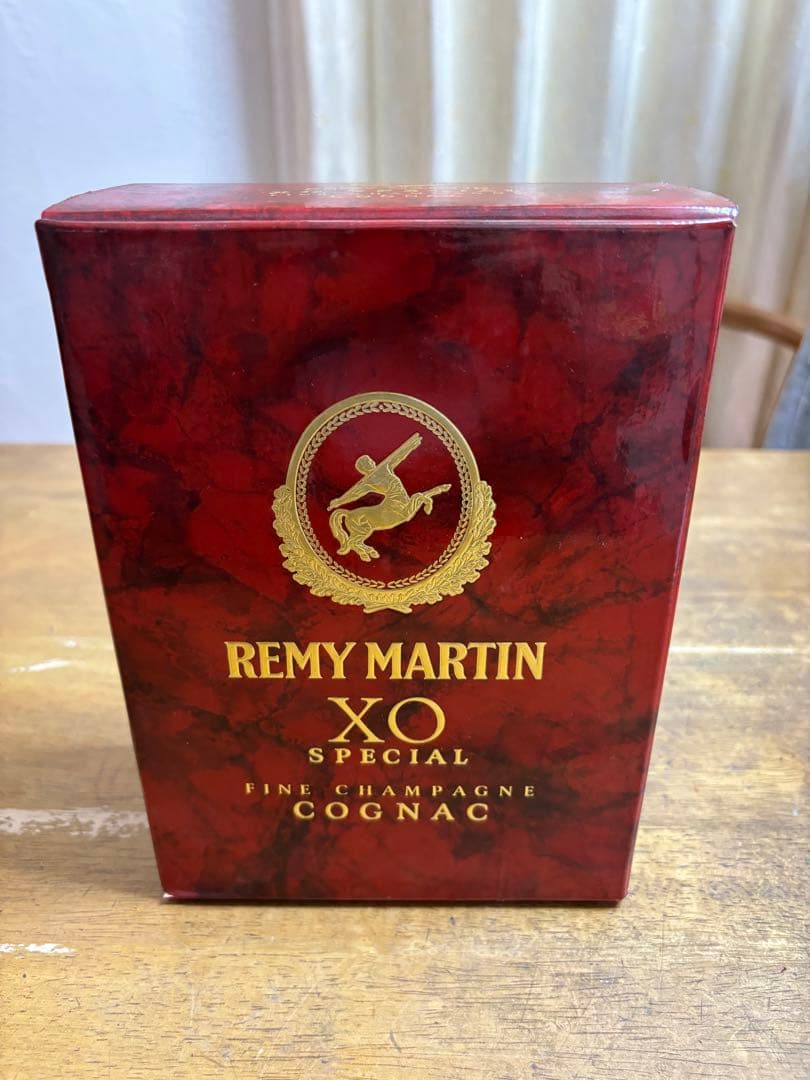 REMY MARTIN
XO
SPECIAL
FINE CHAMPAGNE
COGNAC